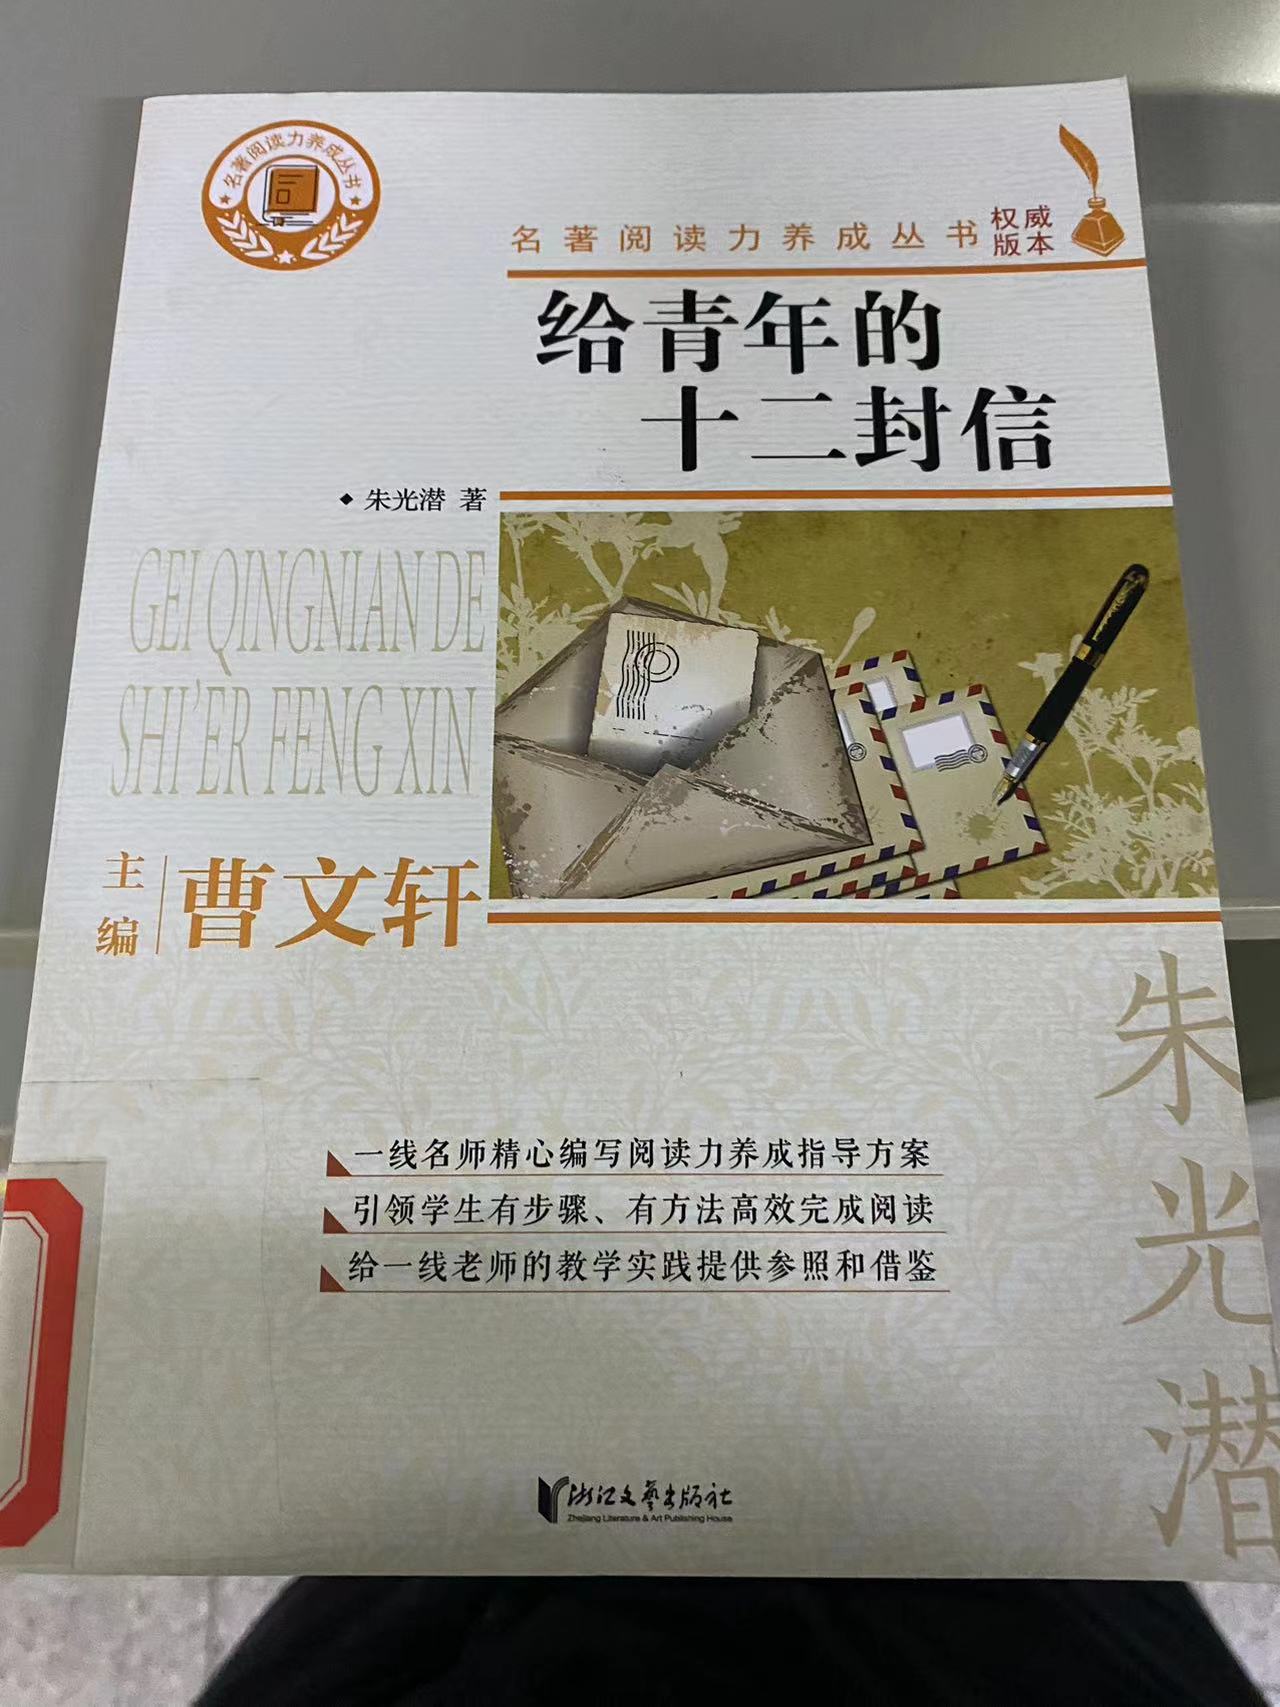 名著阅读力养成丛书
名著阅读力养成丛书
权威
版本
给青年的
十二封信
朱光潜 著
GEI QINGNIAN DE
SHI'ER FENG XIN
主编
曹文轩
朱光潜
一线名师精心编写阅读力养成指导方案
引领学生有步骤、有方法高效完成阅读
给一线老师的教学实践提供参照和借鉴
浙江文艺出版社
Zhejiang Literature & Art Publishing House